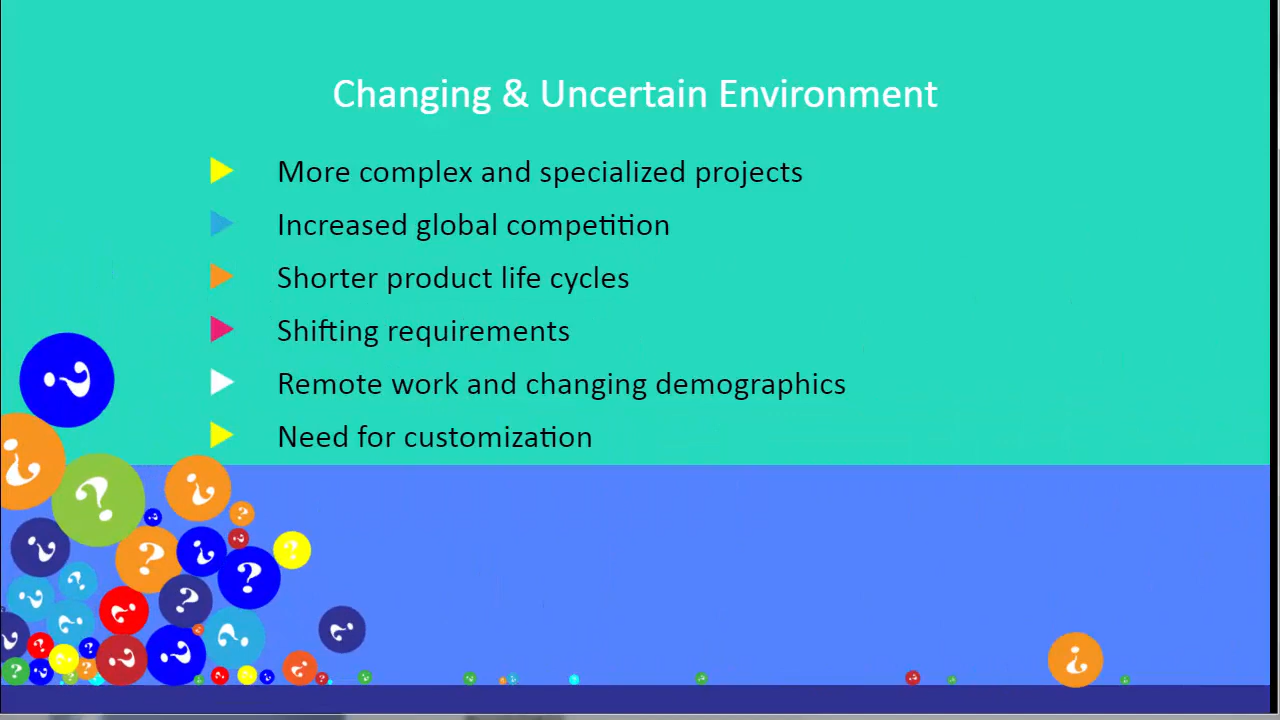 Changing & Uncertain Environment
More complex and specialized projects
Increased global competition
Shorter product life cycles
Shifting requirements
Remote work and changing demographics
Need for customization